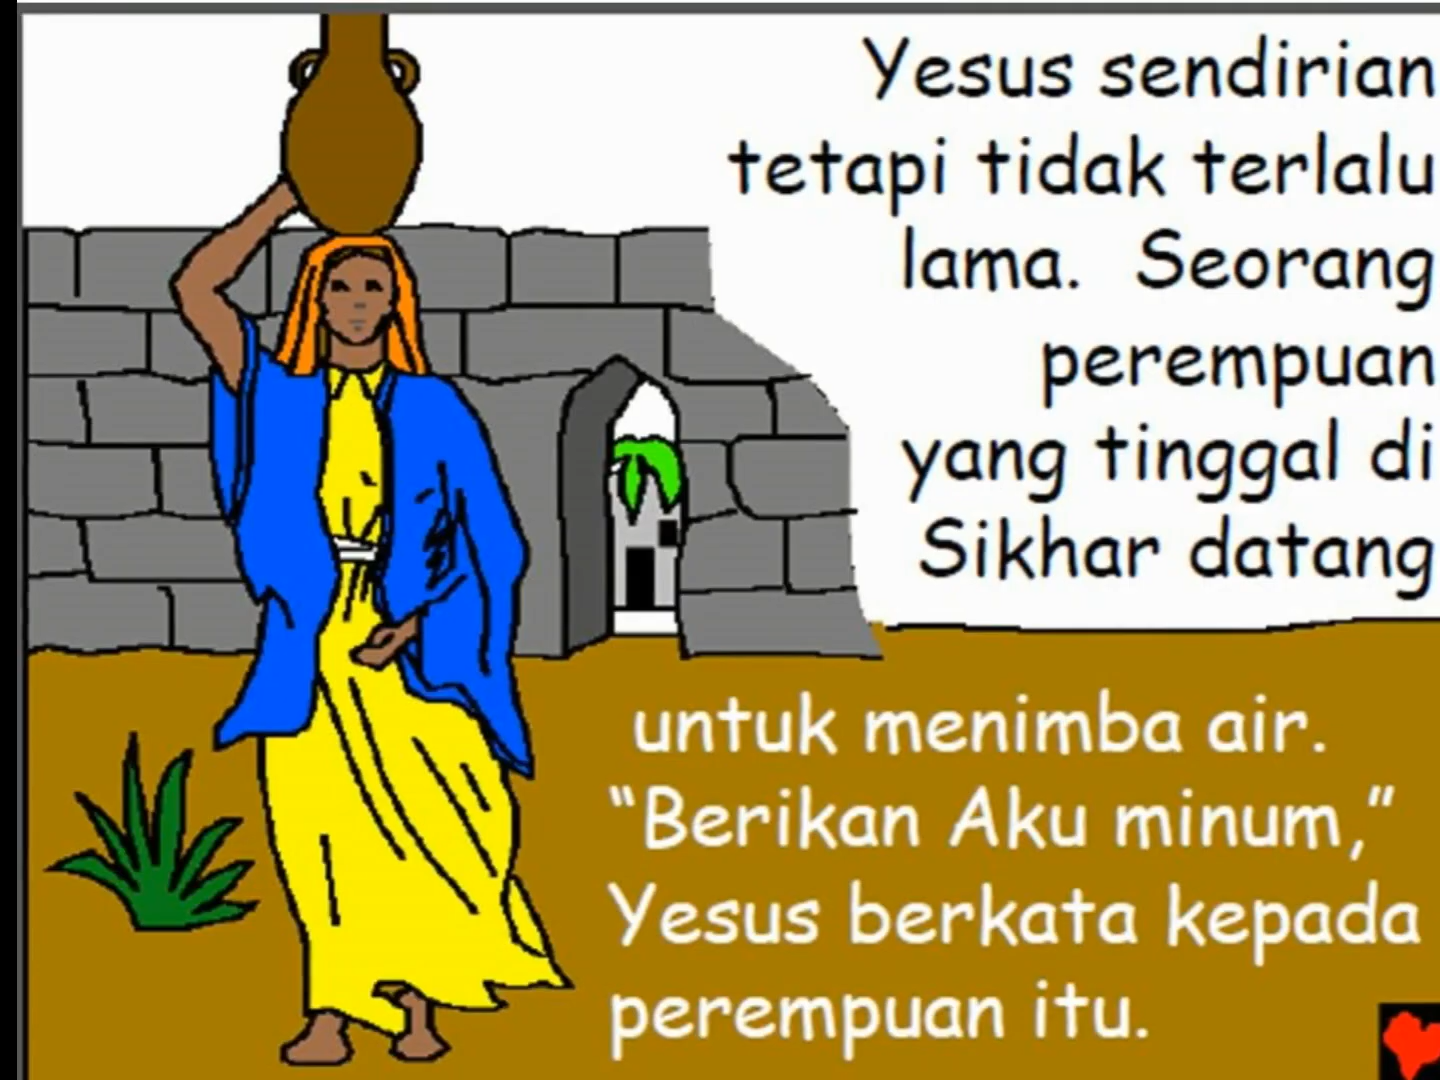 Yesus sendirian
tetapi tidak terlalu
lama.  Seorang
perempuan
yang tinggal di
Sikhar datang
untuk menimba air.
“Berikan Aku minum,”
Yesus berkata kepada
perempuan itu.